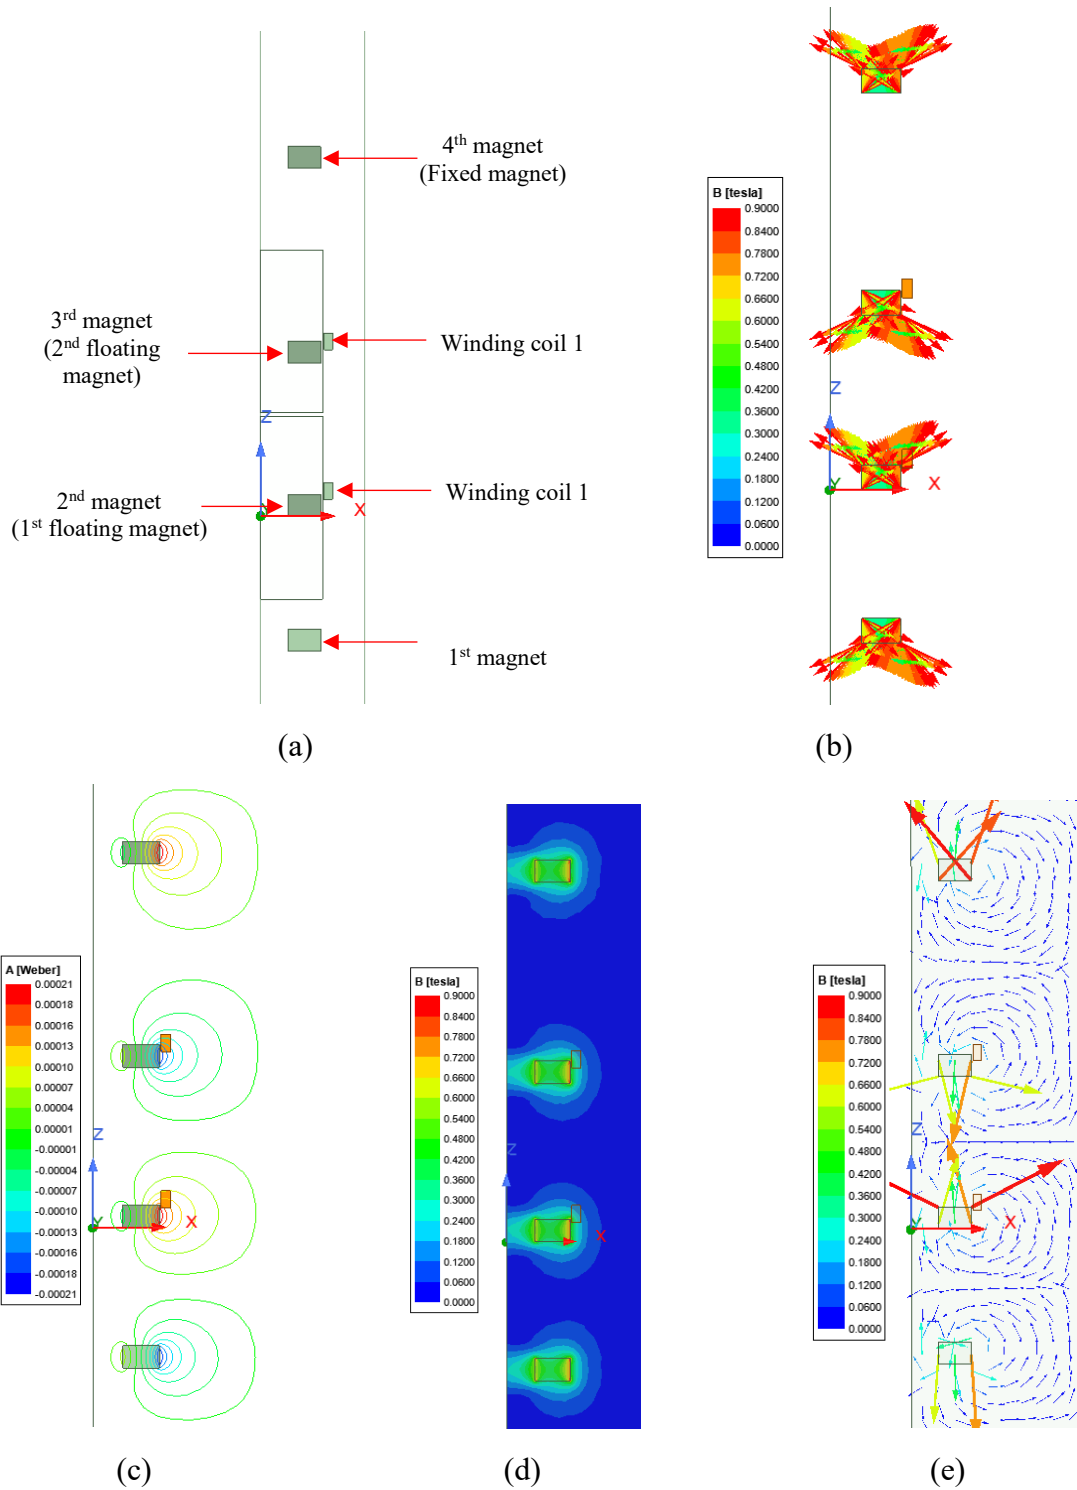 4th magnet
(Fixed magnet)
3rd magnet
(2nd floating
magnet)
Winding coil 1
Z
2nd magnet
(1st floating magnet)
Winding coil 1
X
1st magnet
(a)
B [tesla]
0.9000
0.8400
0.7800
0.7200
0.6600
0.6000
0.5400
0.4800
0.4200
0.3600
0.3000
0.2400
0.1800
0.1200
0.0600
0.0000
Z
Y
X
(b)
A [Weber]
0.00021
0.00018
0.00016
0.00013
0.00010
0.00007
0.00004
0.00001
-0.00001
-0.00004
-0.00007
-0.00010
-0.00013
-0.00016
-0.00018
-0.00021
Z
Y
X
(c)
B [tesla]
0.9000
0.8400
0.7800
0.7200
0.6600
0.6000
0.5400
0.4800
0.4200
0.3600
0.3000
0.2400
0.1800
0.1200
0.0600
0.0000
Z
X
(d)
B [tesla]
0.9000
0.8400
0.7800
0.7200
0.6600
0.6000
0.5400
0.4800
0.4200
0.3600
0.3000
0.2400
0.1800
0.1200
0.0600
0.0000
Z
Y
X
(e)